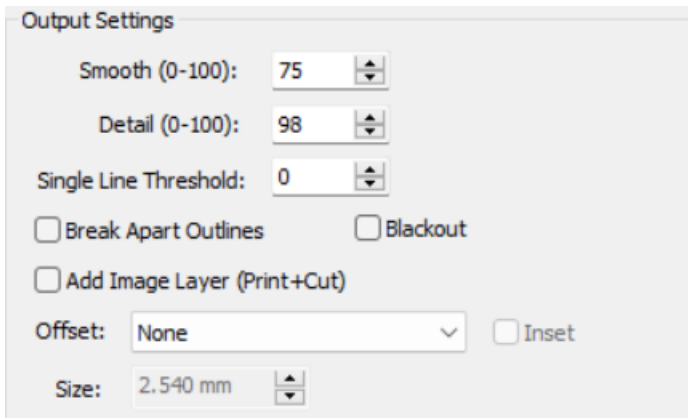 Output Settings
Smooth (0-100): 75
Detail (0-100): 98
Single Line Threshold: 0
Break Apart Outlines Blackout
Add Image Layer (Print+Cut)
Offset: None Inset
Size: 2.540 mm